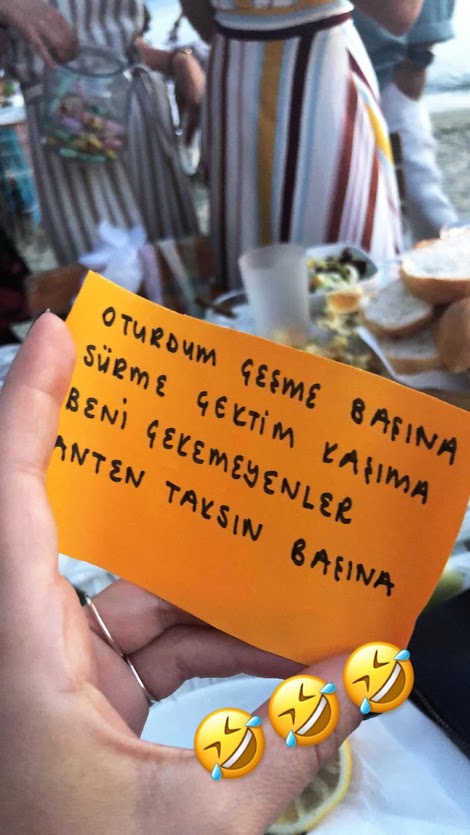 OTURDUM ÇEŞME BAŞINA
SÜRME ÇEKTİM KAŞIMA
BENİ ÇEKEMEYENLER
ANTEN TAKSIN BAŞINA